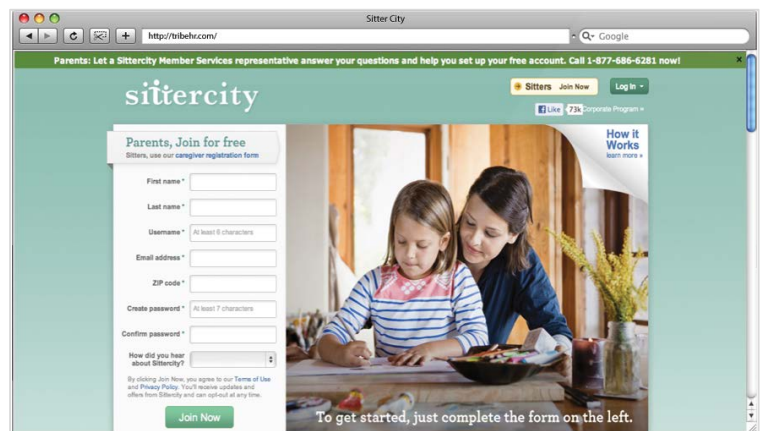 Sitter City
http://tribehr.com/
Google
Parents: Let a Sittercity Member Services representative answer your questions and help you set up your free account. Call 1-877-686-6281 now!
x
sittercity
Sitters Join Now
Log In
Like 73k Corporate Program »
Parents, Join for free
Sitters, use our caregiver registration form
How it
Works
learn more »
First name *
Last name *
Username * At least 6 characters
Email address *
ZIP code *
Create password * At least 7 characters
Confirm password *
How did you hear
about Sittercity?
By clicking Join Now, you agree to our Terms of Use
and Privacy Policy. You'll receive updates and
offers from Sittercity and can opt-out at any time.
Join Now
To get started, just complete the form on the left.